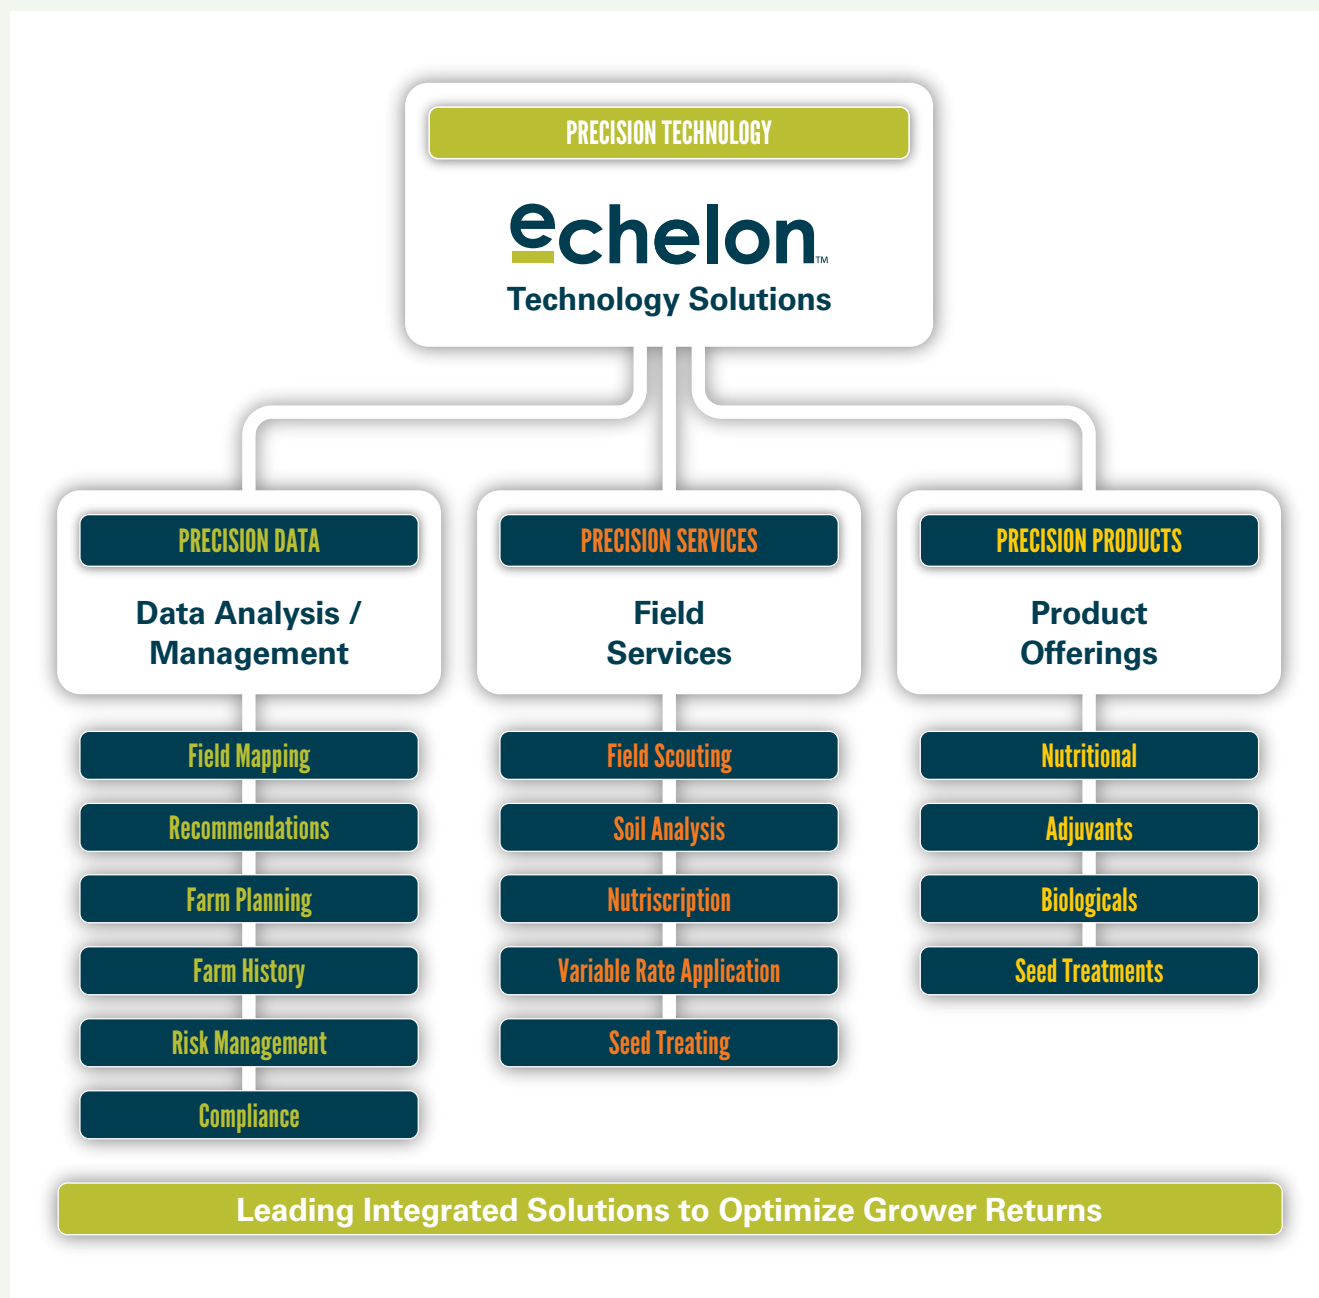 PRECISION TECHNOLOGY
echelon™
Technology Solutions
PRECISION DATA
Data Analysis /
Management
Field Mapping
Recommendations
Farm Planning
Farm History
Risk Management
Compliance
PRECISION SERVICES
Field
Services
Field Scouting
Soil Analysis
Nutriscription
Variable Rate Application
Seed Treating
PRECISION PRODUCTS
Product
Offerings
Nutritional
Adjuvants
Biologicals
Seed Treatments
Leading Integrated Solutions to Optimize Grower Returns